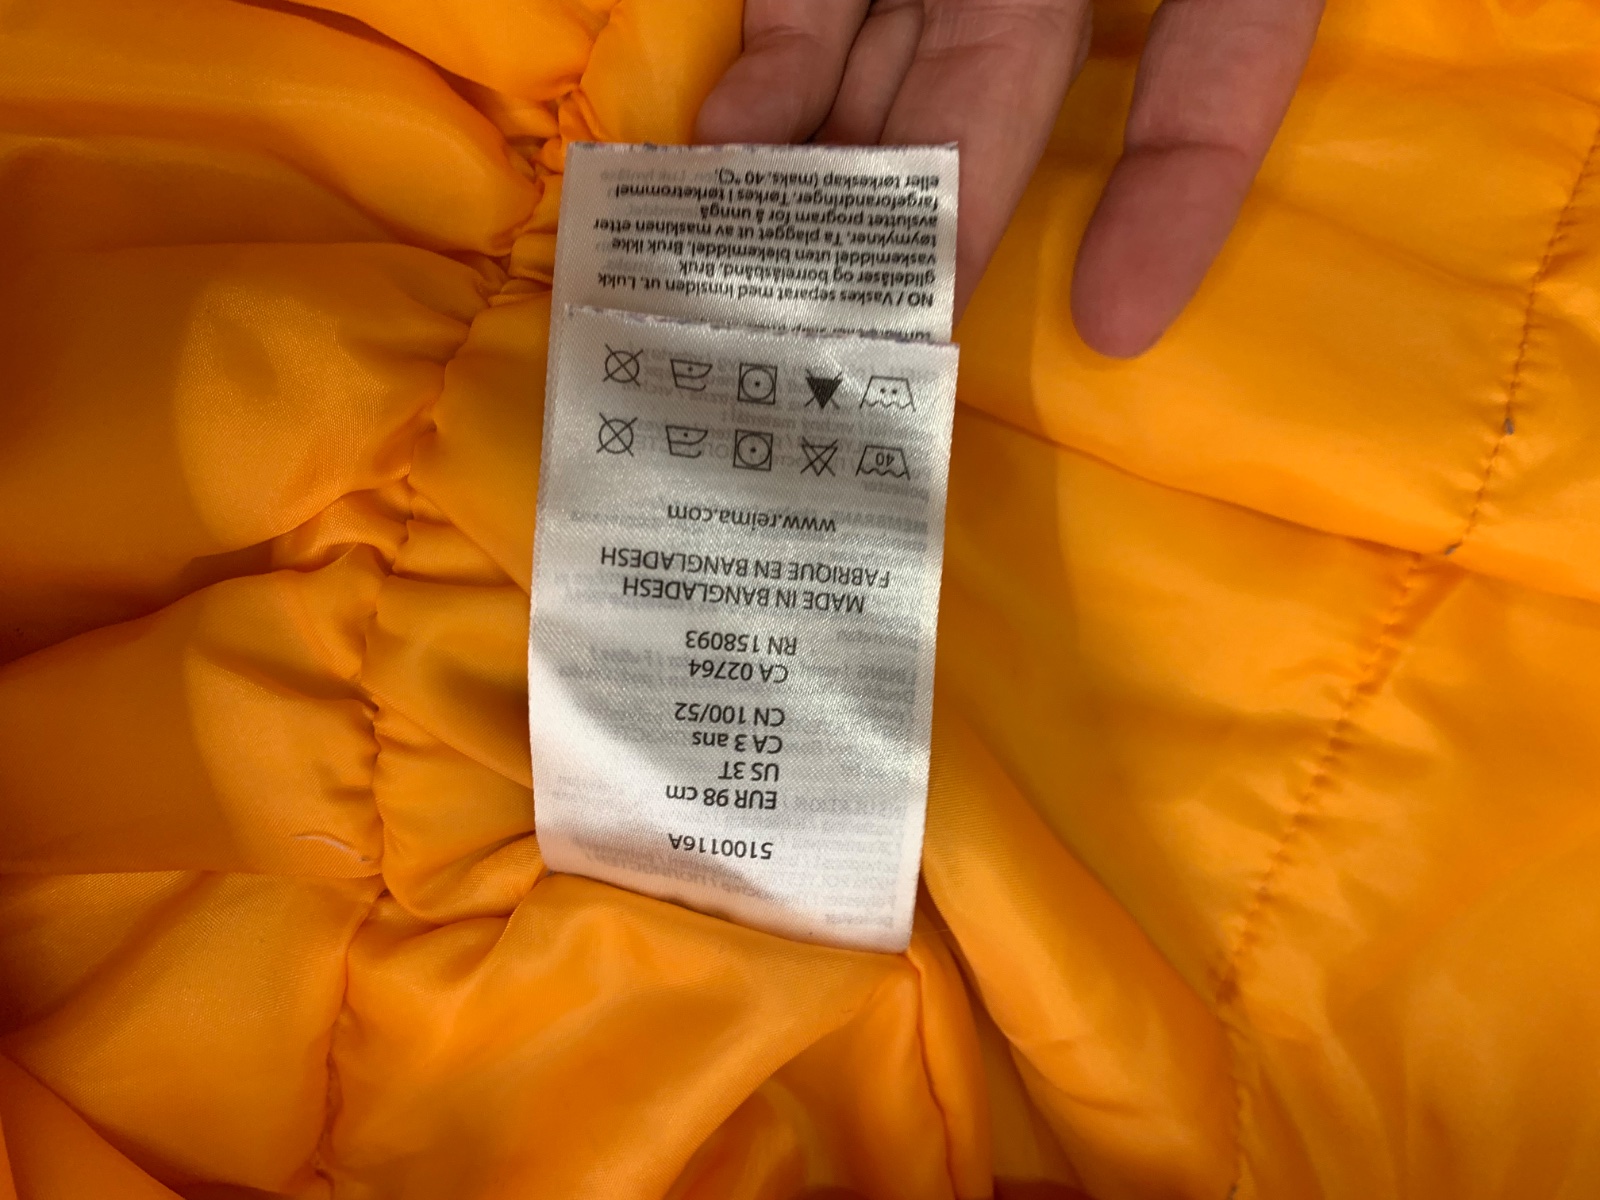 5100116A
EUR 98 cm
US 3T
CA 3 ans
CN 100/52
CA 02764
RN 158093
MADE IN BANGLADESH
FABRIQUE EN BANGLADESH
www.reima.com
40
NO / Vaskes separat med innsiden ut. Lukk
glidelåser og borrelåsbånd. Bruk
vaskemiddel uten blekemiddel. Bruk ikke
tøymykner. Ta plagget ut av maskinen etter
avsluttet program for å unngå
fargeforandringer. Tørkes i tørketrommel
eller tørkeskap (maks. 40 °C).